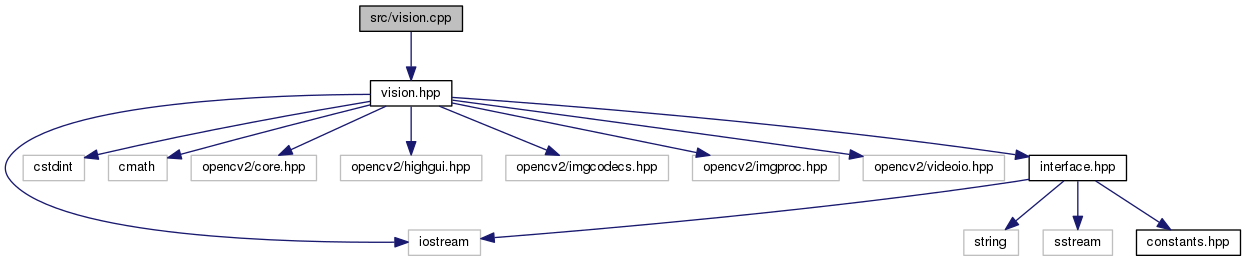 src/vision.cpp
vision.hpp
cstdint
cmath
opencv2/core.hpp
opencv2/highgui.hpp
opencv2/imgcodecs.hpp
opencv2/imgproc.hpp
opencv2/videoio.hpp
interface.hpp
iostream
string
sstream
constants.hpp